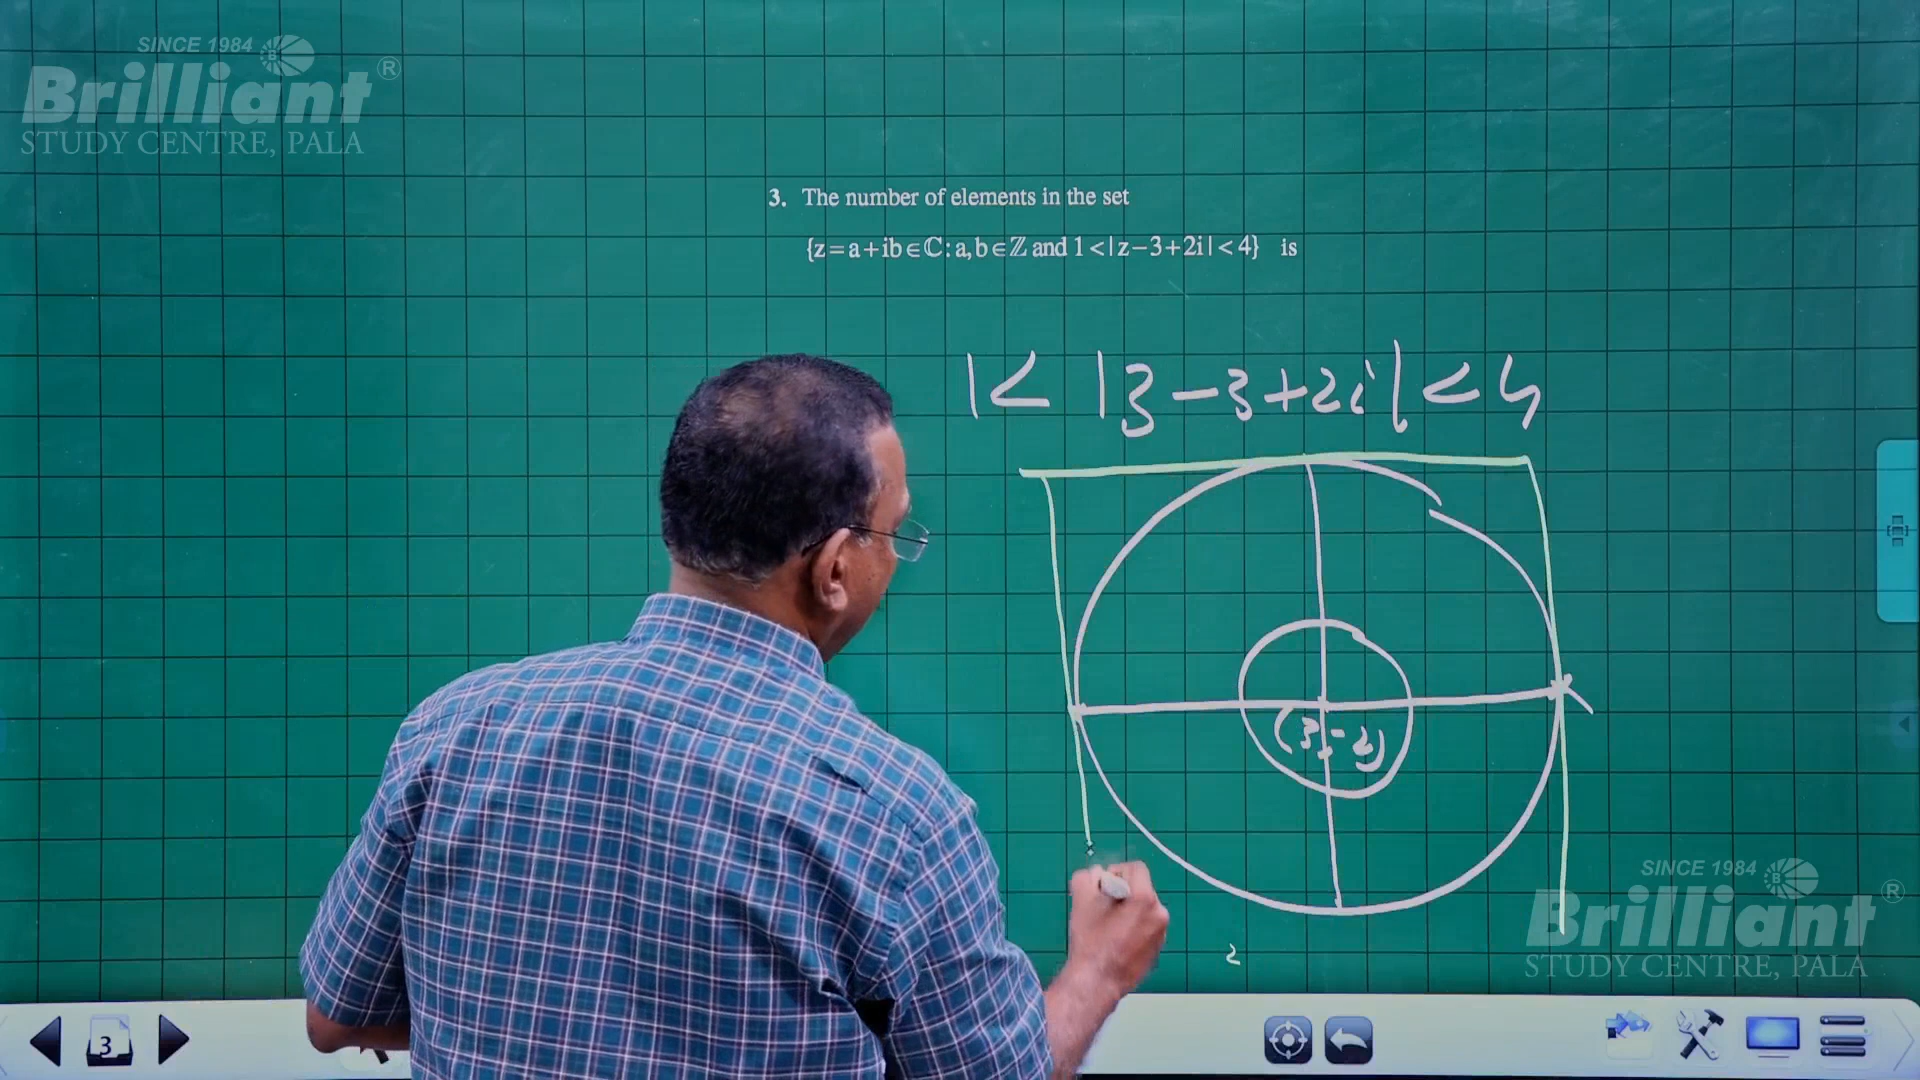 SINCE 1984
Brilliant®
STUDY CENTRE, PALA
3. The number of elements in the set
{z=a+ib∈ℂ:a,b∈ℤ and 1<|z−3+2i|<4} is
1< |z−3+2i|<4
(3,-2)
2
SINCE 1984
Brilliant®
STUDY CENTRE, PALA
3